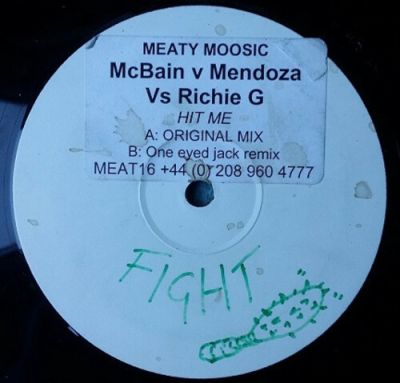 MEATY MOOSIC
McBain v Mendoza
Vs Richie G
HIT ME
A: ORIGINAL MIX
B: One eyed jack remix
MEAT16 +44 (0) 208 960 4777
FIGHT